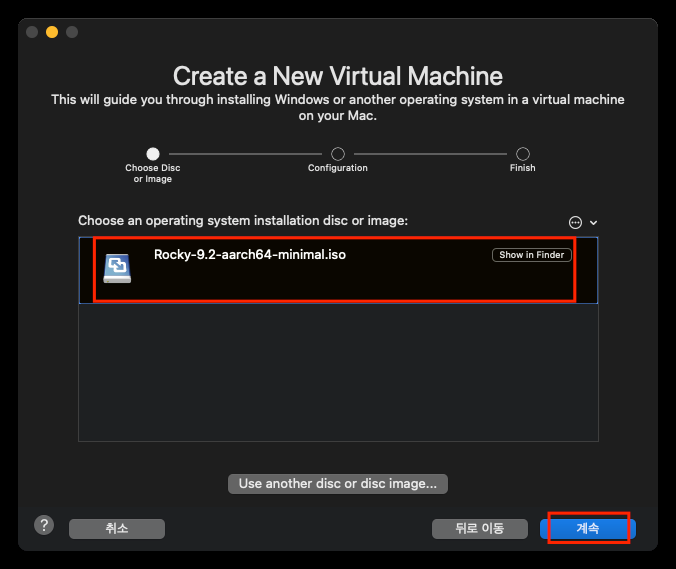 Create a New Virtual Machine
This will guide you through installing Windows or another operating system in a virtual machine
on your Mac.
Choose Disc
or Image
Configuration
Finish
Choose an operating system installation disc or image:
Rocky-9.2-aarch64-minimal.iso
Show in Finder
Use another disc or disc image...
?
취소
뒤로 이동
계속